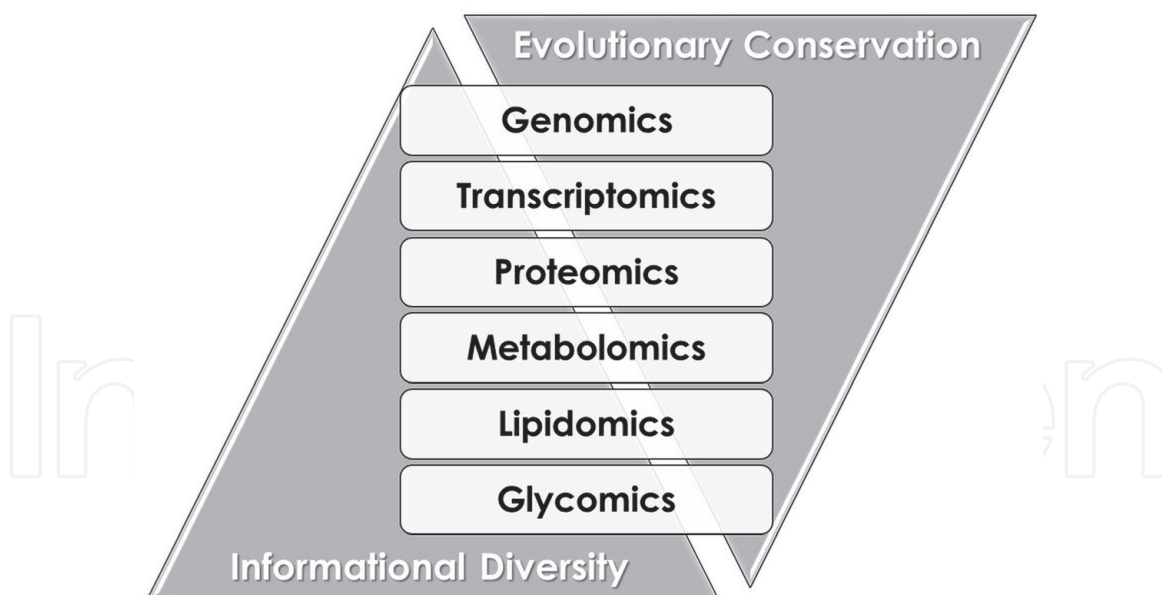 Evolutionary Conservation
Genomics
Transcriptomics
Proteomics
Metabolomics
Lipidomics
Glycomics
Informational Diversity